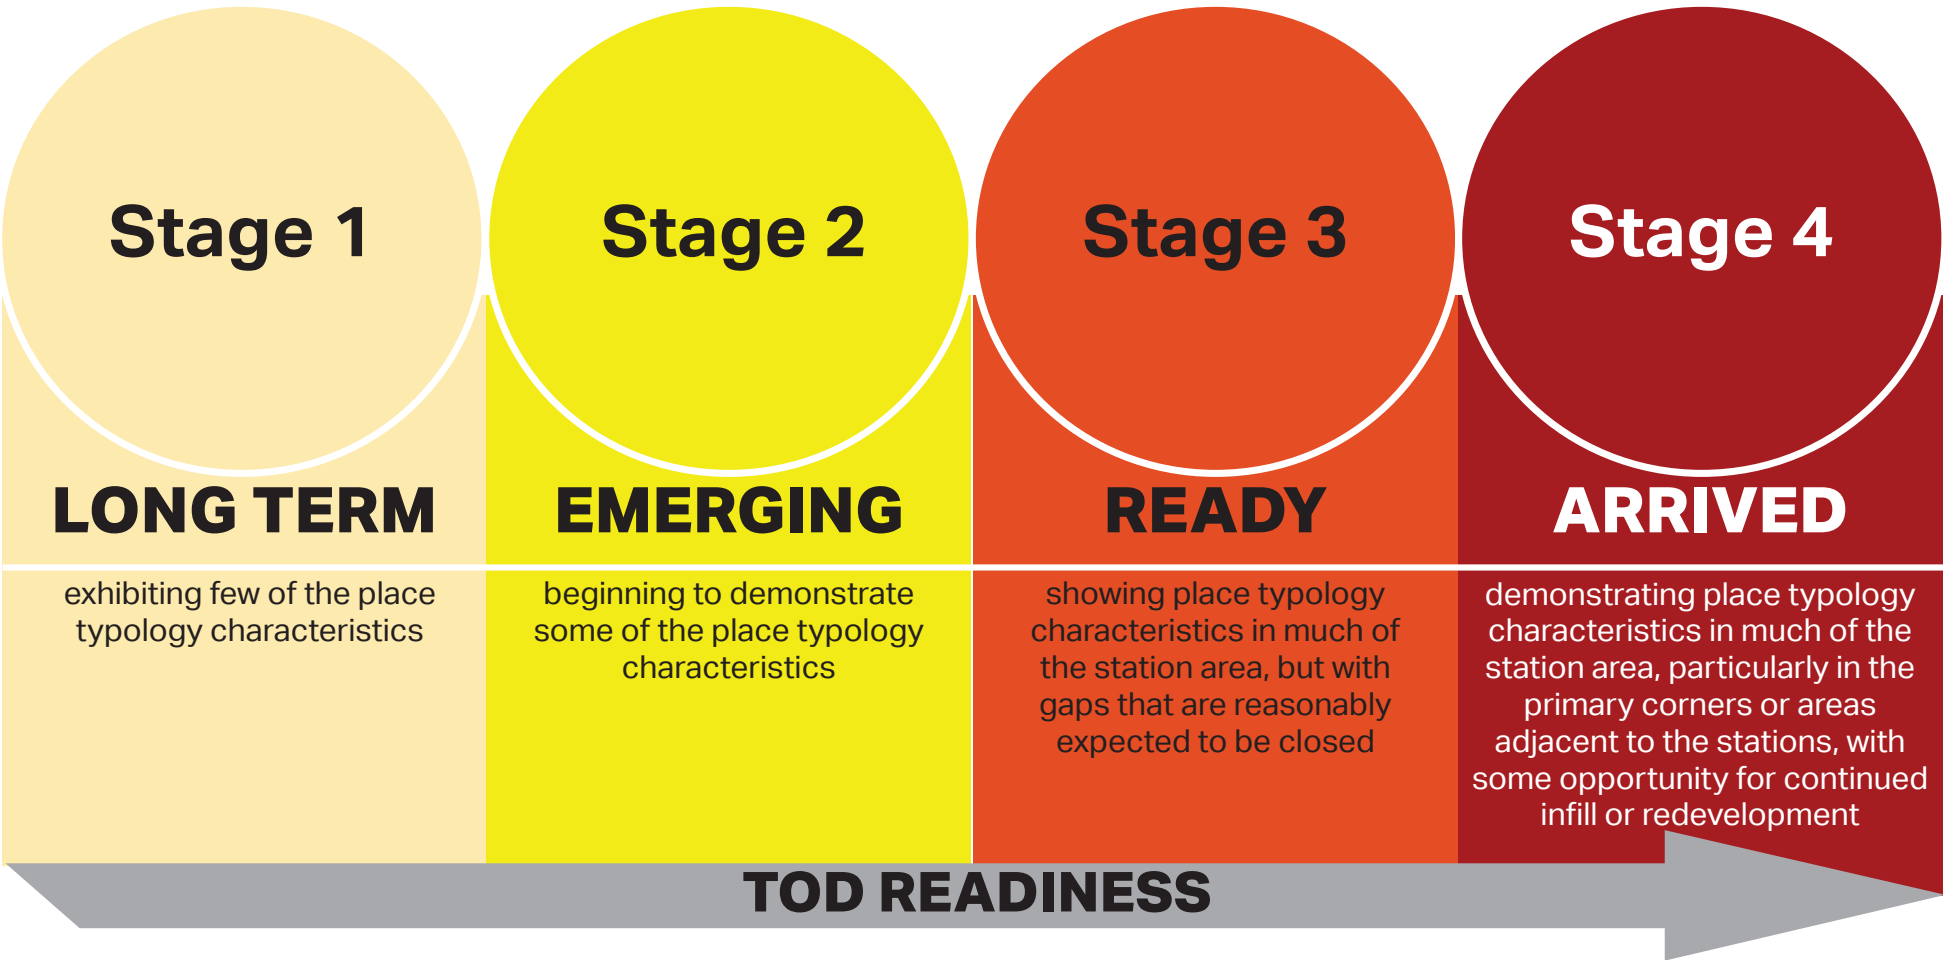 Stage 1
LONG TERM
exhibiting few of the place
typology characteristics
Stage 2
EMERGING
beginning to demonstrate
some of the place typology
characteristics
Stage 3
READY
showing place typology
characteristics in much of
the station area, but with
gaps that are reasonably
expected to be closed
Stage 4
ARRIVED
demonstrating place typology
characteristics in much of the
station area, particularly in the
primary corners or areas
adjacent to the stations, with
some opportunity for continued
infill or redevelopment
TOD READINESS